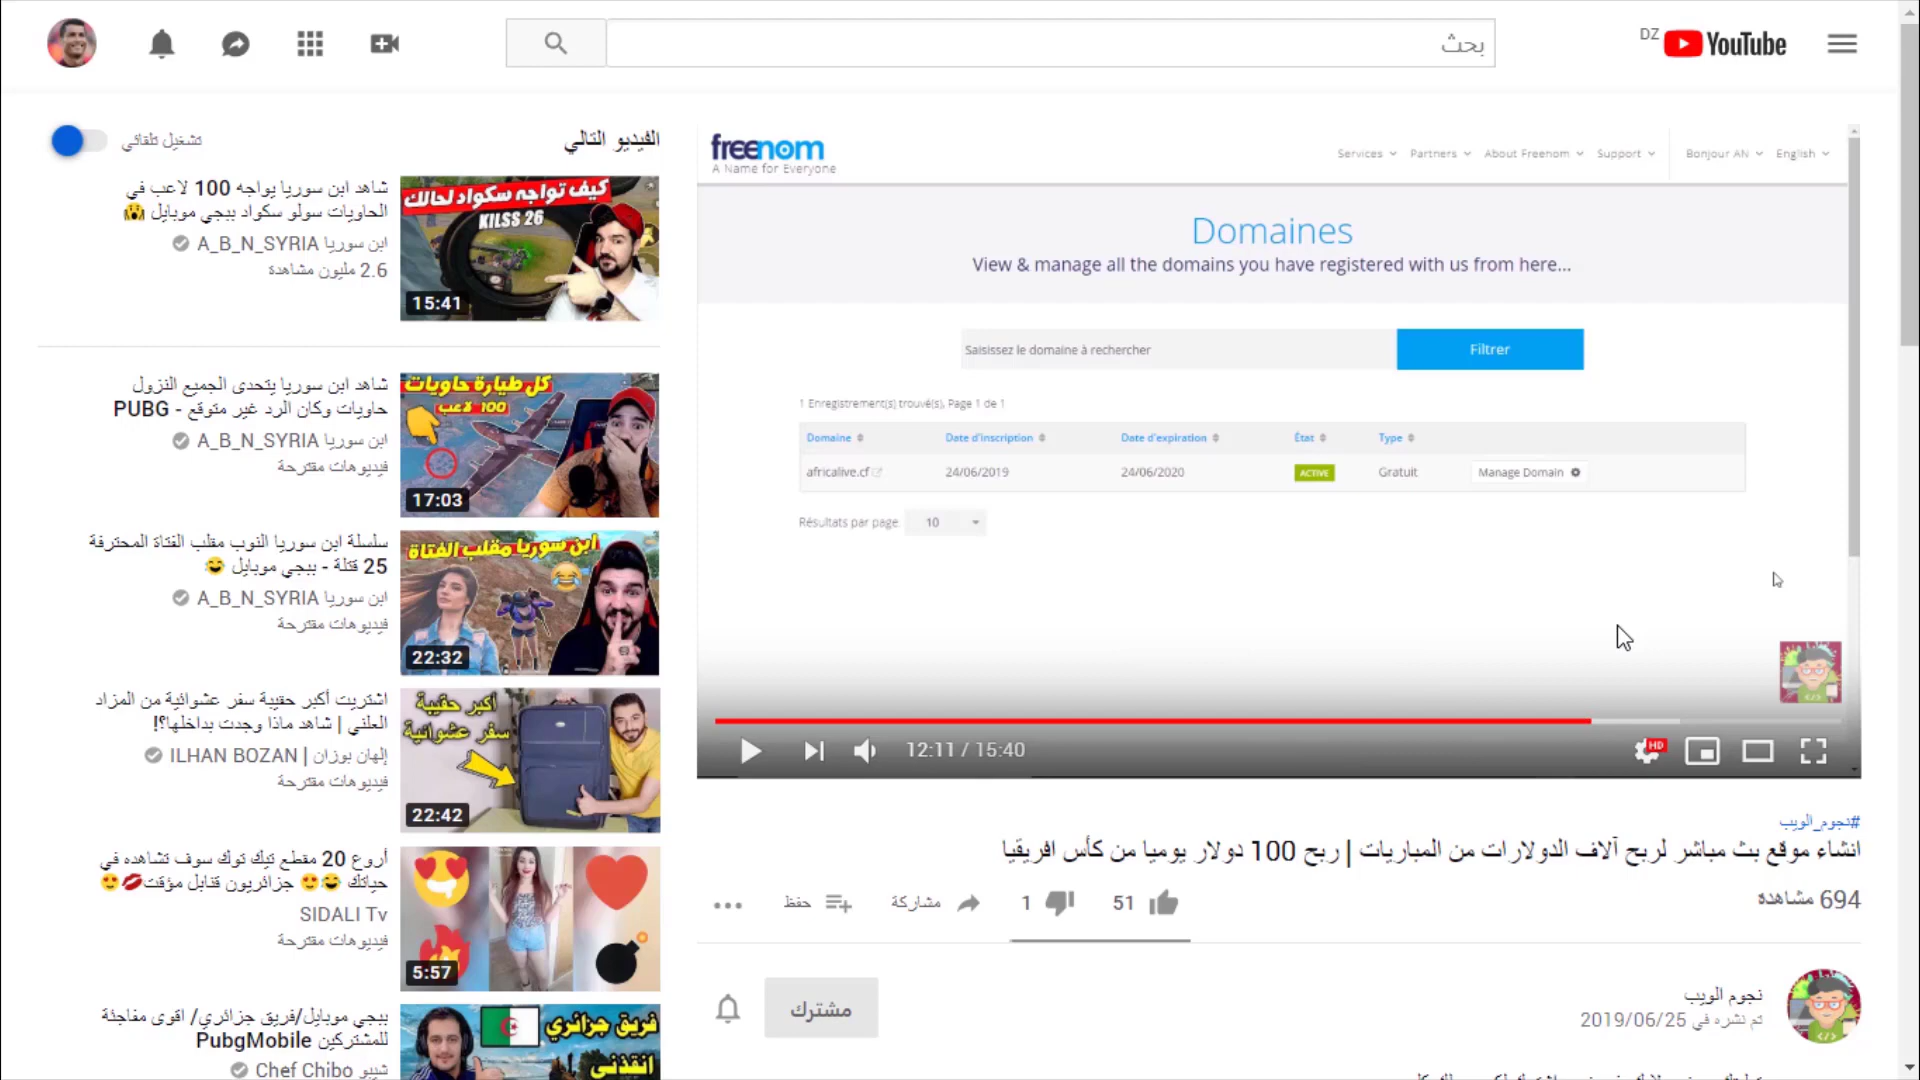 DZ
YouTube
بحث
freenom
A Name for Everyone
Services
Partners
About Freenom
Support
Bonjour AN
English
Domaines
View & manage all the domains you have registered with us from here...
Saisissez le domaine à rechercher
Filtrer
1 Enregistrement(s) trouvé(s), Page 1 de 1
Domaine
Date d'inscription
Date d'expiration
État
Type
africalive.cf
24/06/2019
24/06/2020
ACTIVE
Gratuit
Manage Domain
Résultats par page
10
12:11 / 15:40
HD
#نجوم_الويب
انشاء موقع بث مباشر لربح آلاف الدولارات من المباريات | ربح 100 دولار يوميا من كأس افريقيا
694 مشاهدة
51
1
مشاركة
حفظ
نجوم الويب
تم نشره في 2019/06/25
مشترك
الفيديو التالي
تشغيل تلقائي
كيف تواجه سكواد لحالك
KILSS 26
15:41
شاهد ابن سوريا يواجه 100 لاعب في
الحاويات سولو سكواد ببجي موبايل 😱
ابن سوريا A_B_N_SYRIA
2.6 مليون مشاهدة
كل طيارة حاويات
100 لاعب
17:03
شاهد ابن سوريا يتحدى الجميع النزول
حاويات وكان الرد غير متوقع - PUBG
ابن سوريا A_B_N_SYRIA
فيديوهات مقترحة
ابن سوريا مقلب الفتاة
22:32
سلسلة ابن سوريا النوب مقلب الفتاة المحترفة
25 قتلة - ببجي موبايل 😂
ابن سوريا A_B_N_SYRIA
فيديوهات مقترحة
أكبر حقيبة
سفر عشوائية
22:42
اشتريت أكبر حقيبة سفر عشوائية من المزاد
العلني | شاهد ماذا وجدت بداخلها؟!
إلهان بوزان | ILHAN BOZAN
فيديوهات مقترحة
5:57
أروع 20 مقطع تيك توك سوف تشاهده في
حياتك 😂😍 جزائريون قنابل مؤقت💋😍
SIDALI Tv
فيديوهات مقترحة
فريق جزائري
انقذني
ببجي موبايل/فريق جزائري/ اقوى مفاجئة
للمشتركين PubgMobile
شيبو Chef Chibo